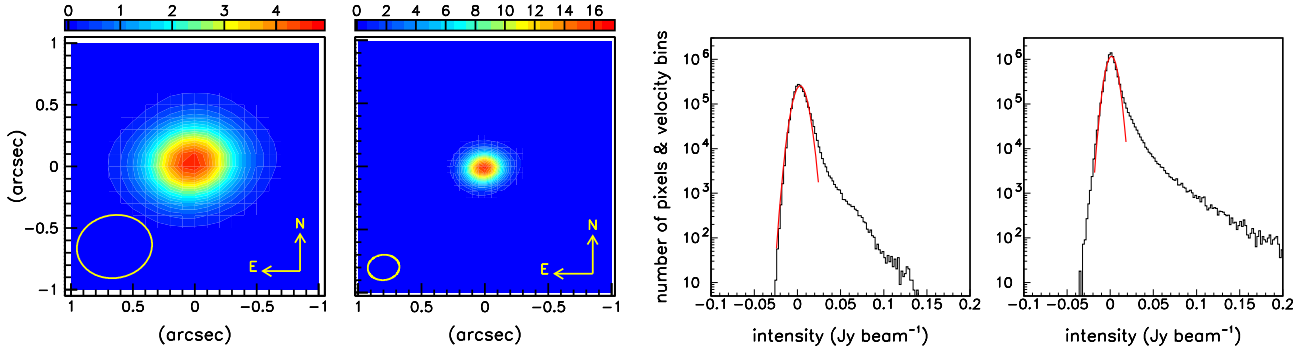 0 1 2 3 4
1 0.5 0 −0.5 −1
(arcsec)
N
E
1 0.5 0 −0.5 −1
(arcsec)
0 2 4 6 8 10 12 14 16
N
E
1 0.5 0 −0.5 −1
(arcsec)
number of pixels & velocity bins
10⁶
10⁵
10⁴
10³
10²
10
−0.1 −0.05 0 0.05 0.1 0.15 0.2
intensity (Jy beam⁻¹)
10⁶
10⁵
10⁴
10³
10²
10
−0.1 −0.05 0 0.05 0.1 0.15 0.2
intensity (Jy beam⁻¹)